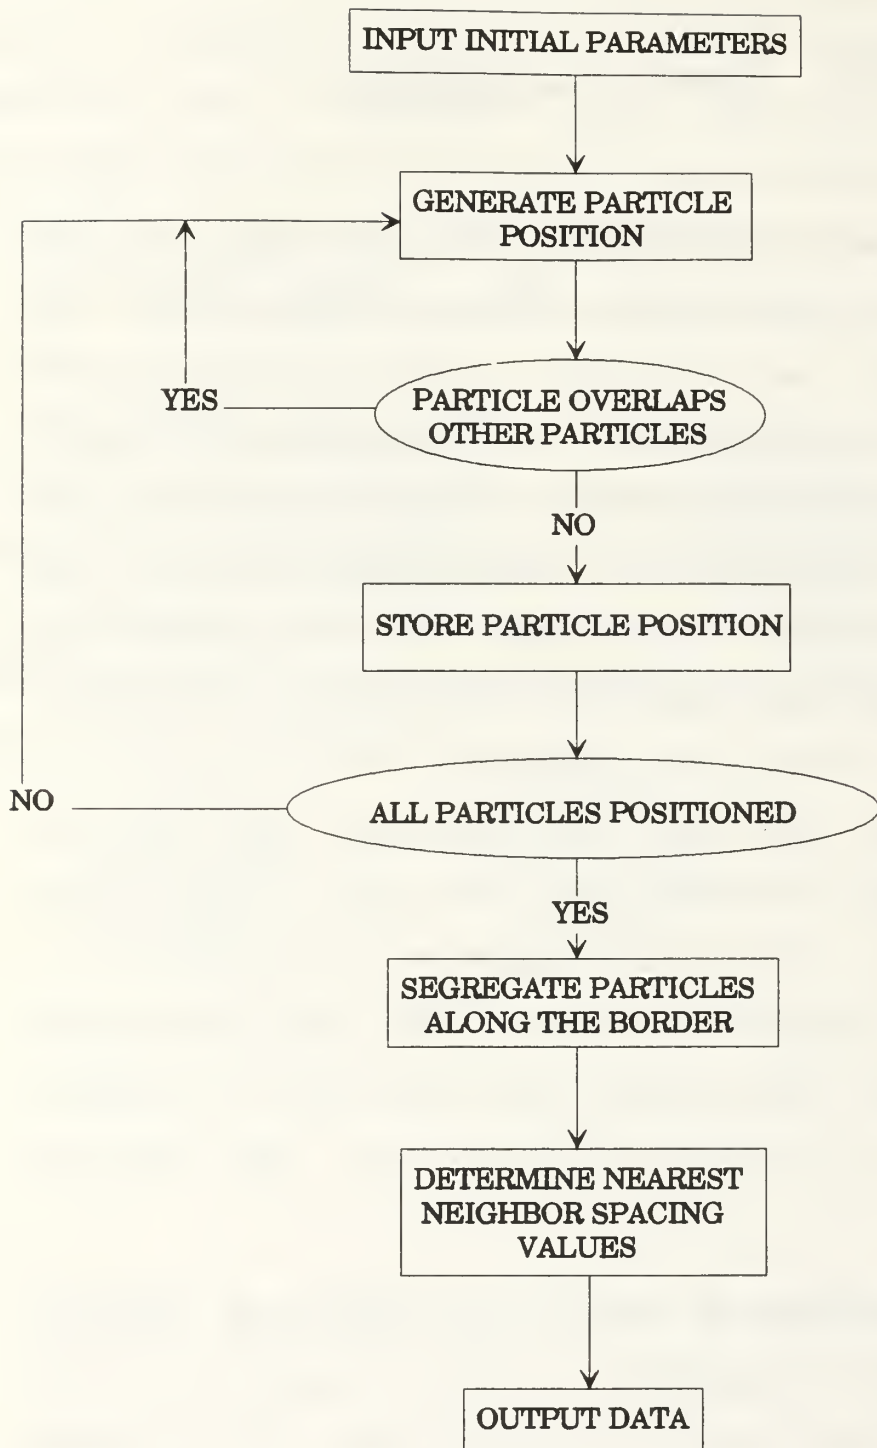 INPUT INITIAL PARAMETERS
GENERATE PARTICLE
POSITION
YES
PARTICLE OVERLAPS
OTHER PARTICLES
NO
STORE PARTICLE POSITION
NO
ALL PARTICLES POSITIONED
YES
SEGREGATE PARTICLES
ALONG THE BORDER
DETERMINE NEAREST
NEIGHBOR SPACING
VALUES
OUTPUT DATA